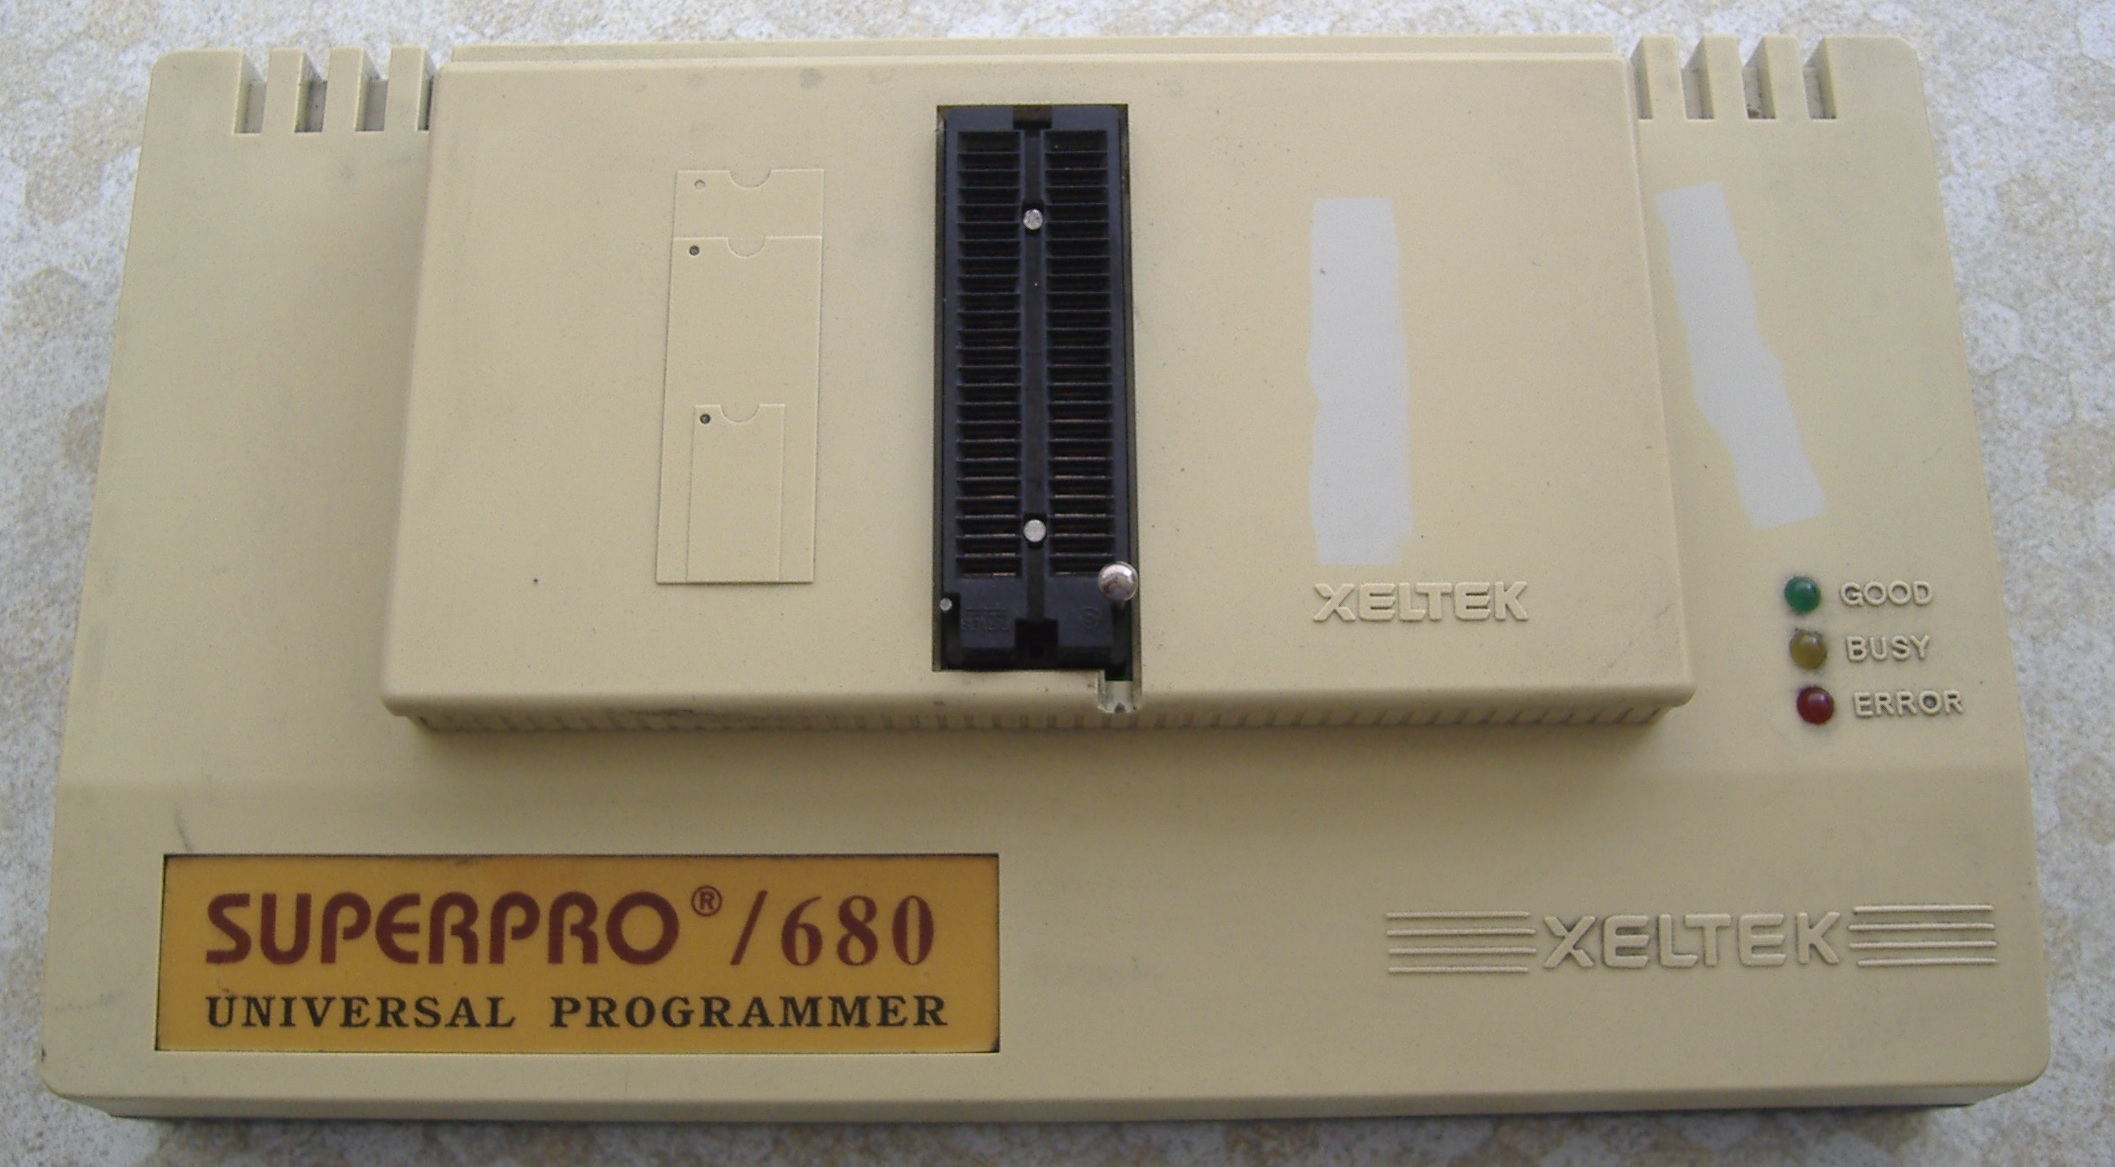 XELTEK
GOOD
BUSY
ERROR
SUPERPRO®/680
UNIVERSAL PROGRAMMER
XELTEK